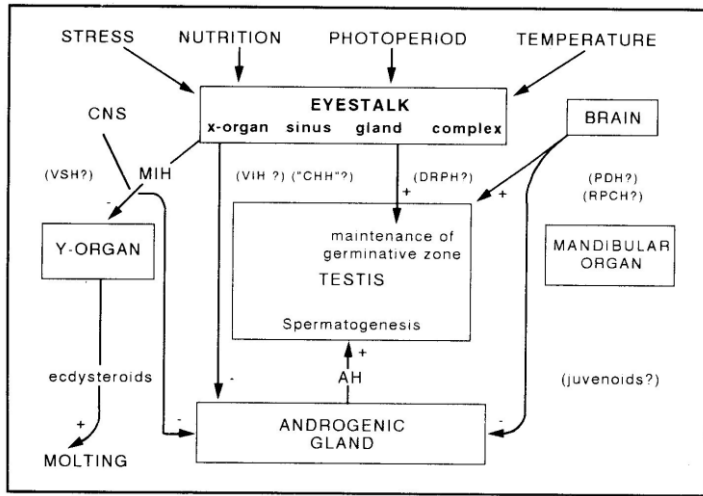 STRESS NUTRITION PHOTOPERIOD TEMPERATURE
EYESTALK
x-organ sinus gland complex
CNS
BRAIN
(VSH?) MIH (VIH ?) ("CHH"?) (DRPH?) (PDH?)
(RPCH?)
-
+
+
Y-ORGAN
maintenance of
germinative zone
TESTIS
MANDIBULAR
ORGAN
Spermatogenesis
+
ecdysteroids
AH
(juvenoids?)
-
+
-
-
ANDROGENIC
GLAND
MOLTING